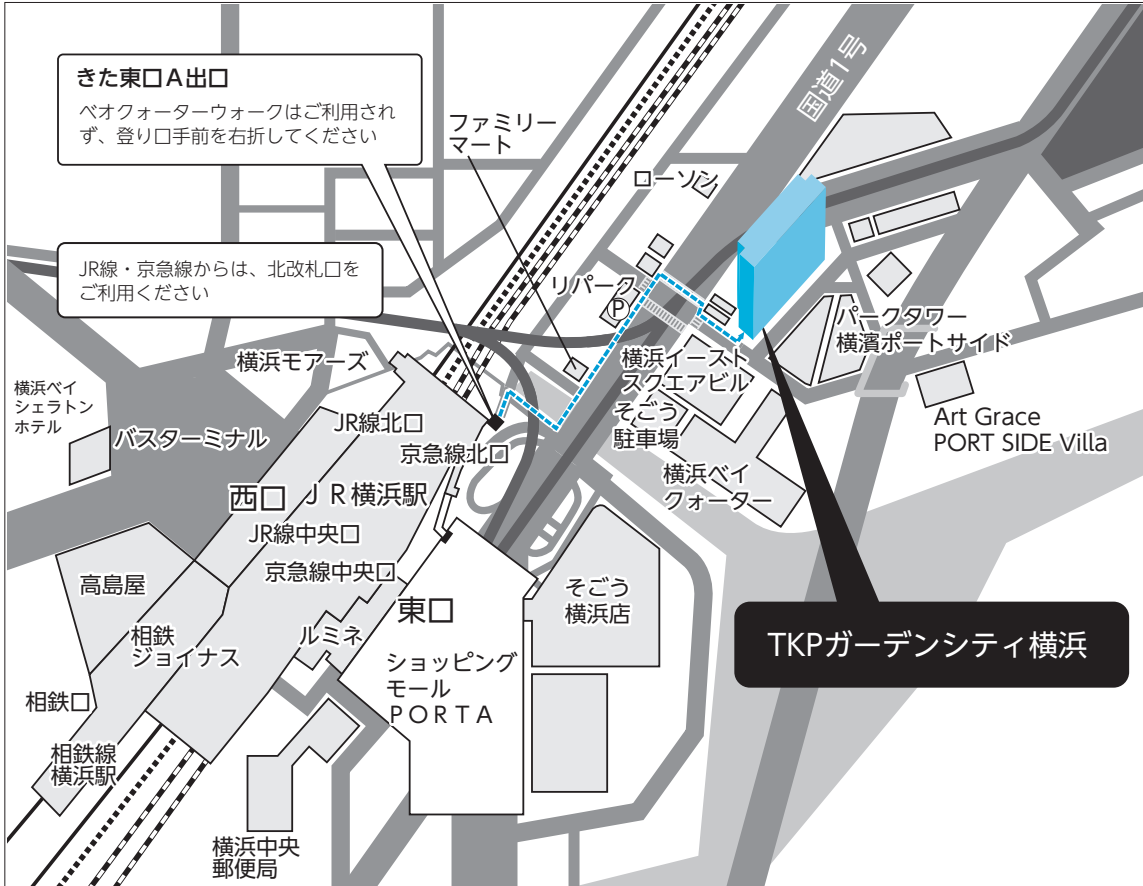 きた東口A出口
ベオクォーターウォークはご利用され
ず、登り口手前を右折してください
JR線・京急線からは、北改札口を
ご利用ください
ファミリー
マート
国道1号
ローソン
リパーク
P
横浜モアーズ
横浜ベイ
シェラトン
ホテル
バスターミナル
JR線北口
京急線北口
横浜イースト
スクエアビル
そごう
駐車場
パークタワー
横濱ポートサイド
Art Grace
PORT SIDE Villa
横浜ベイ
クォーター
西口
JR横浜駅
JR線中央口
京急線中央口
高島屋
相鉄
ジョイナス
ルミネ
東口
ショッピング
モール
PORTA
そごう
横浜店
TKPガーデンシティ横浜
相鉄口
相鉄線
横浜駅
横浜中央
郵便局